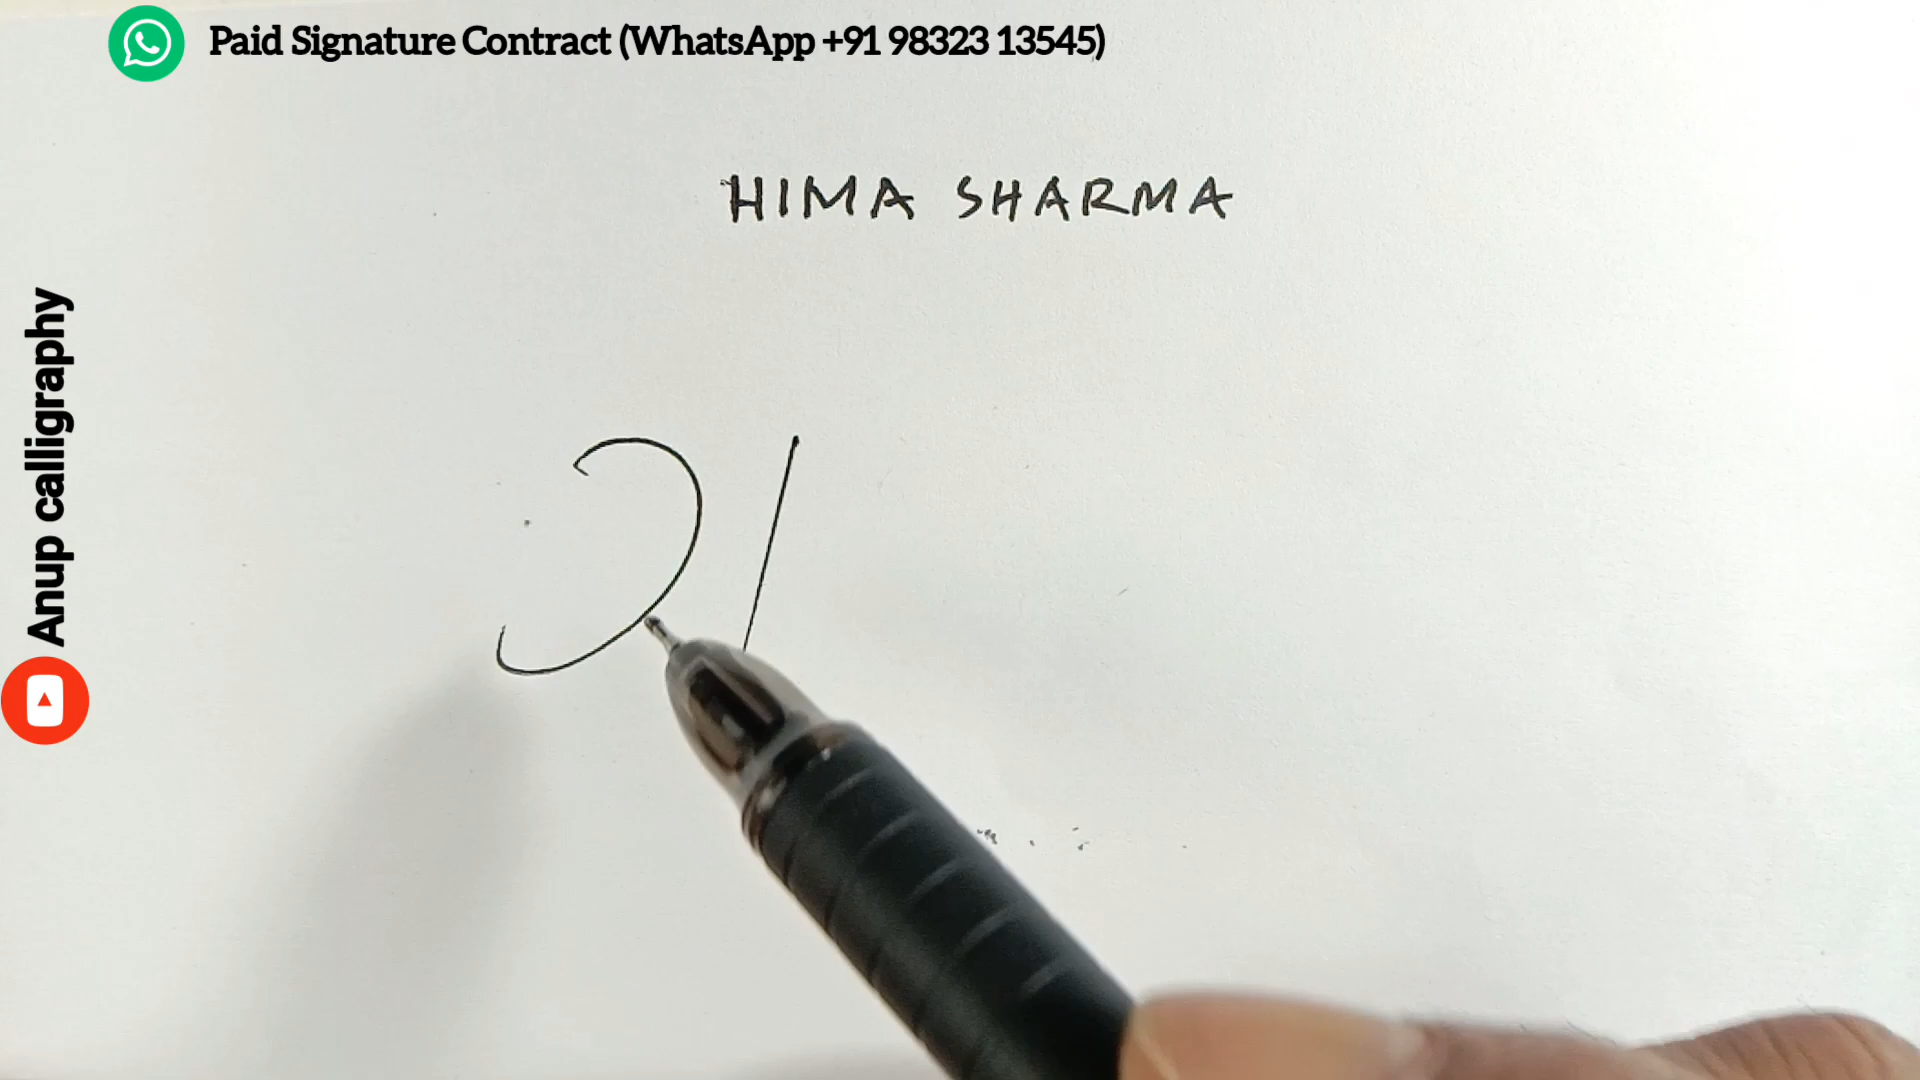 Paid Signature Contract (WhatsApp +91 98323 13545)
HIMA SHARMA
Anup calligraphy